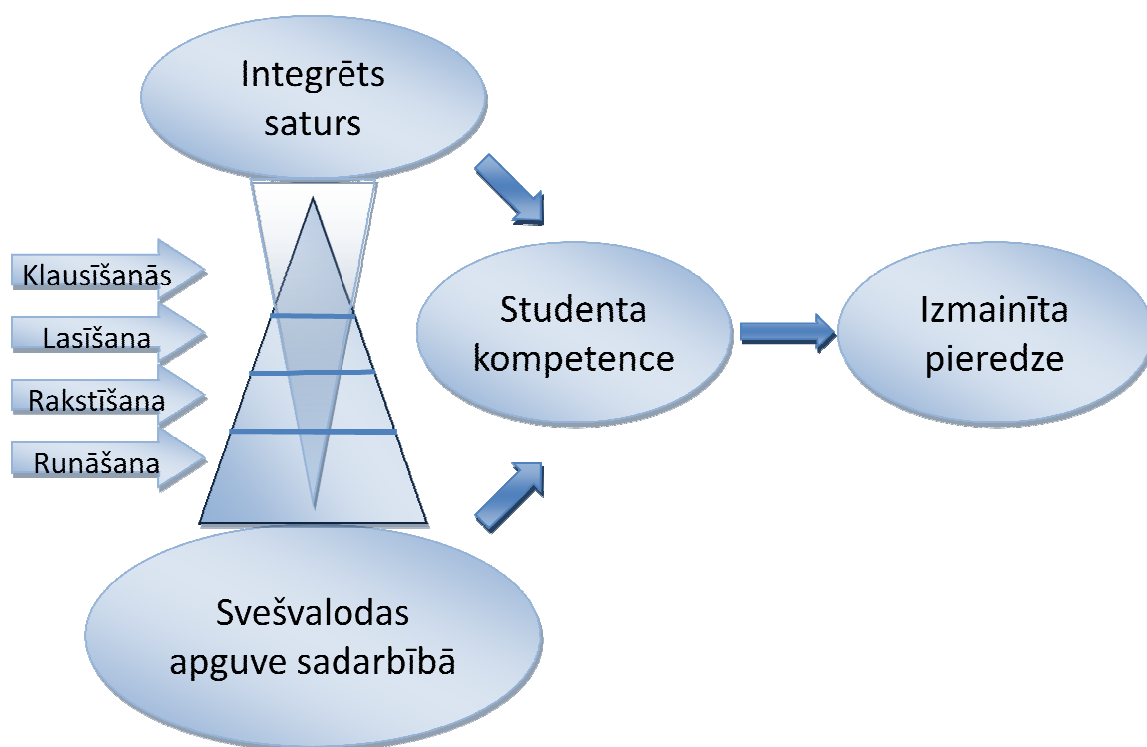 Integrēts
saturs
Klausīšanās
Lasīšana
Rakstīšana
Runāšana
Studenta
kompetence
Izmainīta
pieredze
Svešvalodas
apguve sadarbībā